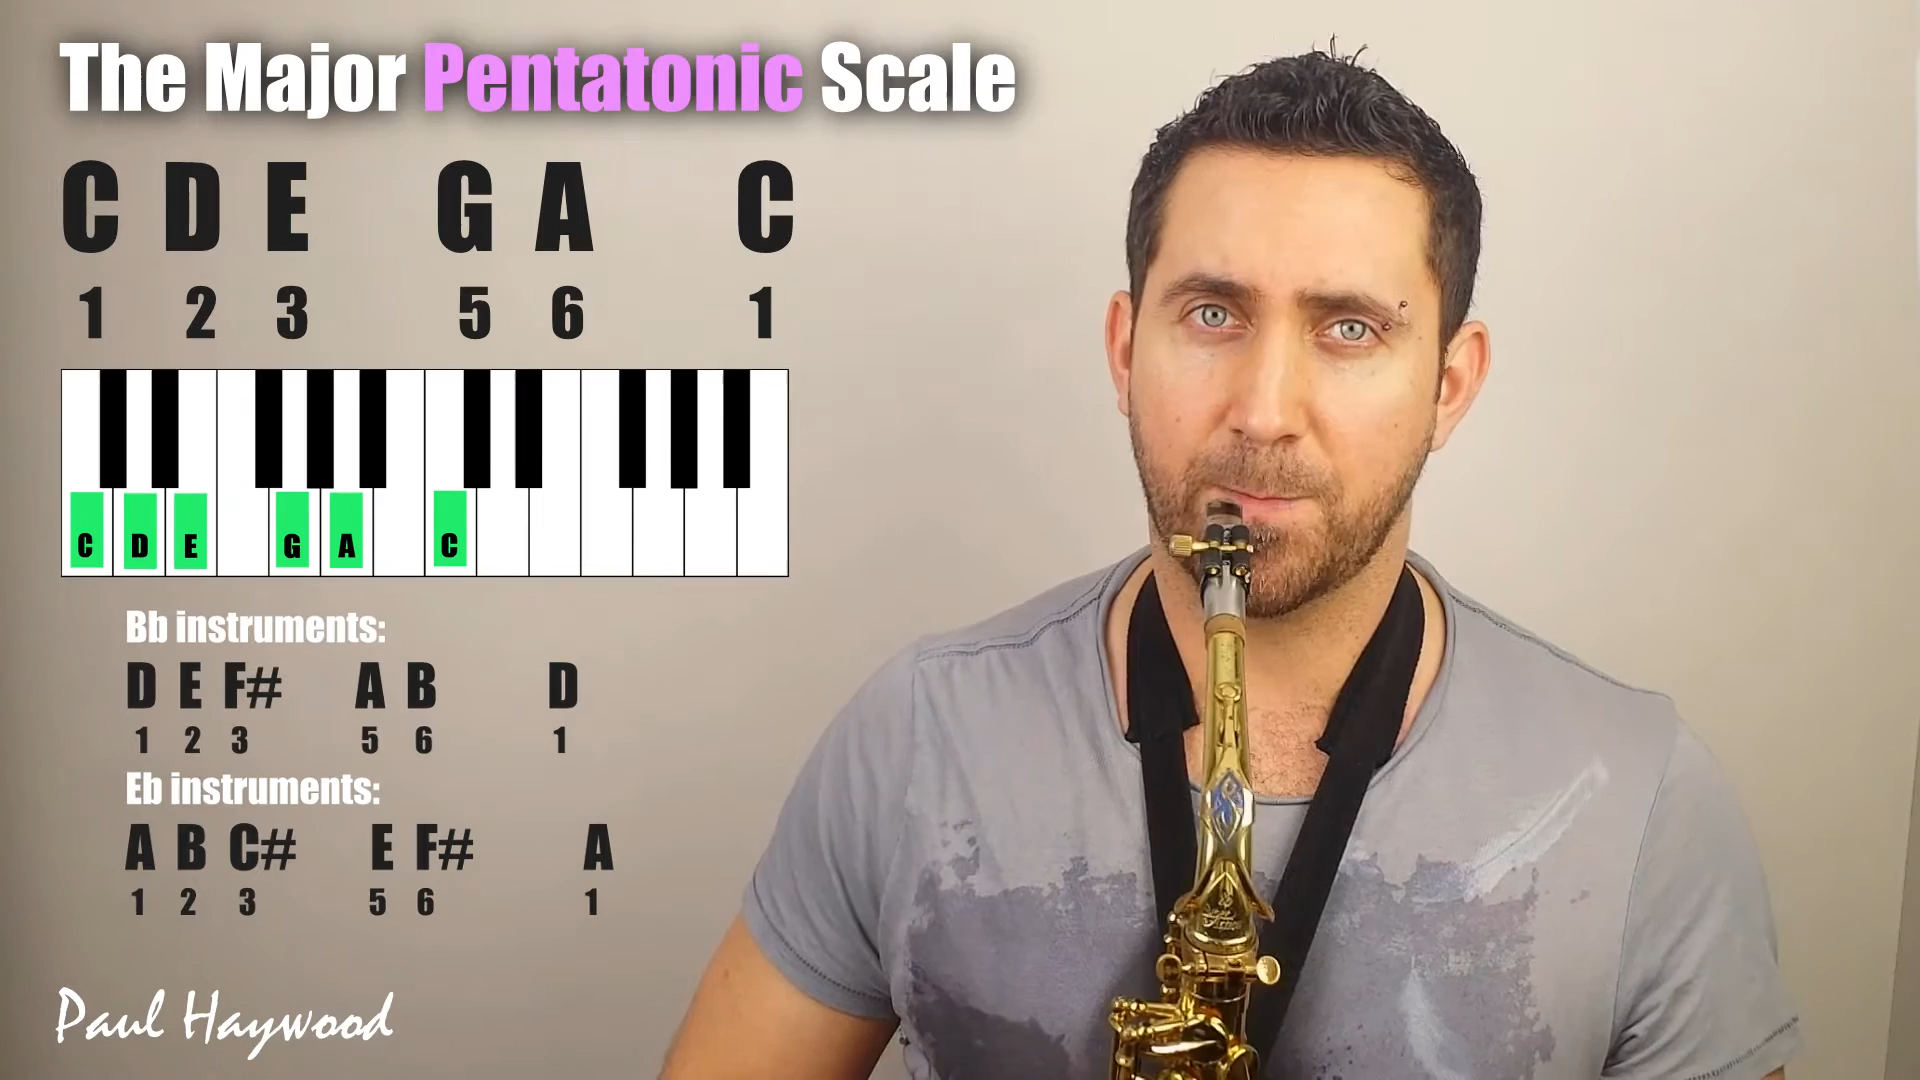 The Major Pentatonic Scale
C D E G A C
1 2 3 5 6 1
C D E G A C
Bb instruments:
D E F# A B D
1 2 3 5 6 1
Eb instruments:
A B C# E F# A
1 2 3 5 6 1
Paul Haywood